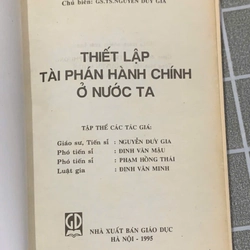 Chủ biên: GS.TS.NGUYỄN DUY GIA
THIẾT LẬP
TÀI PHÁN HÀNH CHÍNH
Ở NƯỚC TA
TẬP THỂ CÁC TÁC GIẢ:
Giáo sư, Tiến sĩ : NGUYỄN DUY GIA
Phó tiến sĩ : ĐINH VĂN MẬU
Phó tiến sĩ : PHẠM HỒNG THÁI
Luật gia : ĐINH VĂN MINH
NHÀ XUẤT BẢN GIÁO DỤC
HÀ NỘI - 1995